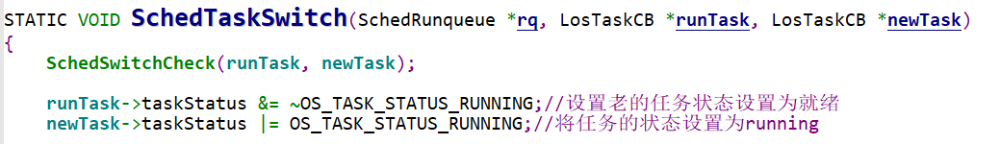 STATIC VOID SchedTaskSwitch(SchedRunqueue *rq, LosTaskCB *runTask, LosTaskCB *newTask)
{
SchedSwitchCheck(runTask, newTask);
runTask->taskStatus &= ~OS_TASK_STATUS_RUNNING;//设置老的任务状态设置为就绪
newTask->taskStatus |= OS_TASK_STATUS_RUNNING;//将任务的状态设置为running